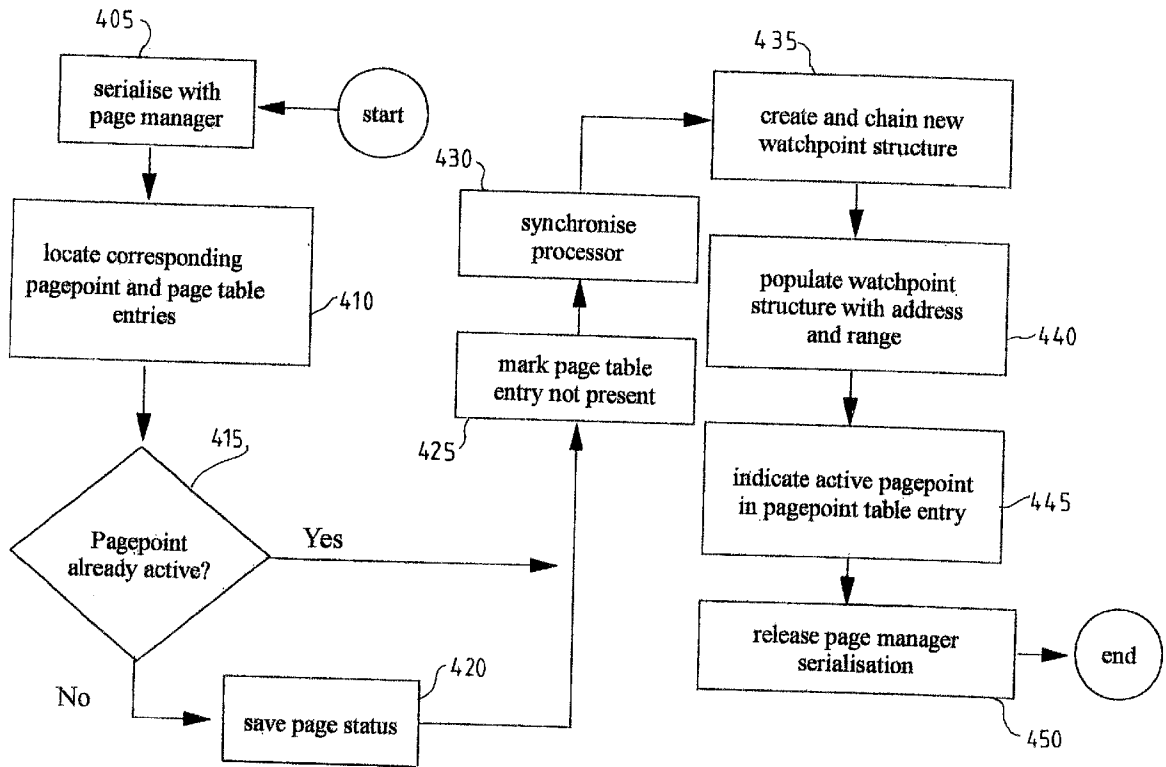 start
405
serialise with
page manager
locate corresponding
pagepoint and page table
entries
410
415
Pagepoint
already active?
Yes
No
420
save page status
mark page table
entry not present
425
430
synchronise
processor
435
create and chain new
watchpoint structure
populate watchpoint
structure with address
and range
440
indicate active pagepoint
in pagepoint table entry
445
release page manager
serialisation
450
end